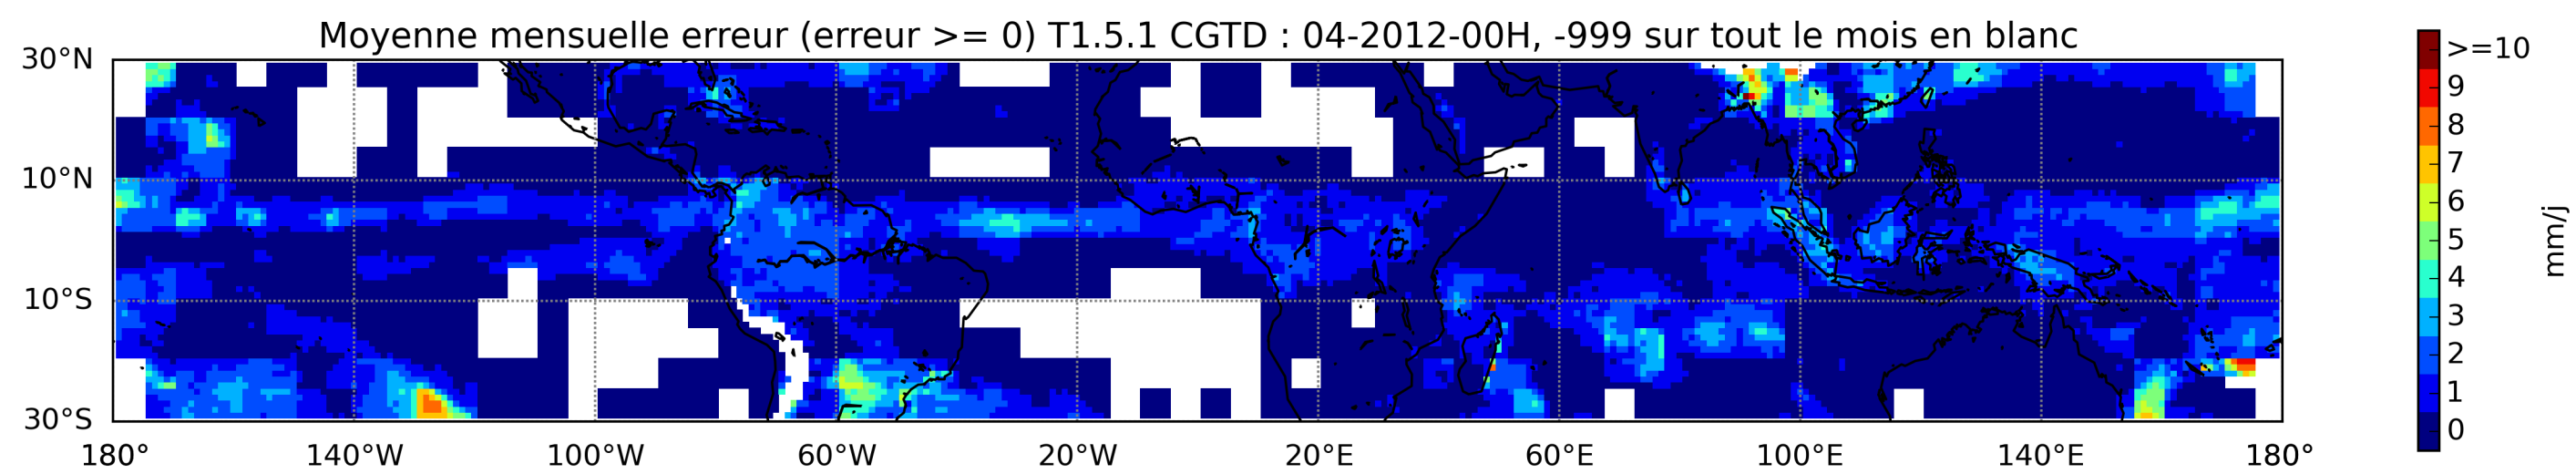 Moyenne mensuelle erreur (erreur >= 0) T1.5.1 CGTD : 04-2012-00H, -999 sur tout le mois en blanc
30°N
10°N
10°S
30°S
180° 140°W 100°W 60°W 20°W 20°E 60°E 100°E 140°E 180°
>=10
9
8
7
6
5
4
3
2
1
0
mm/j